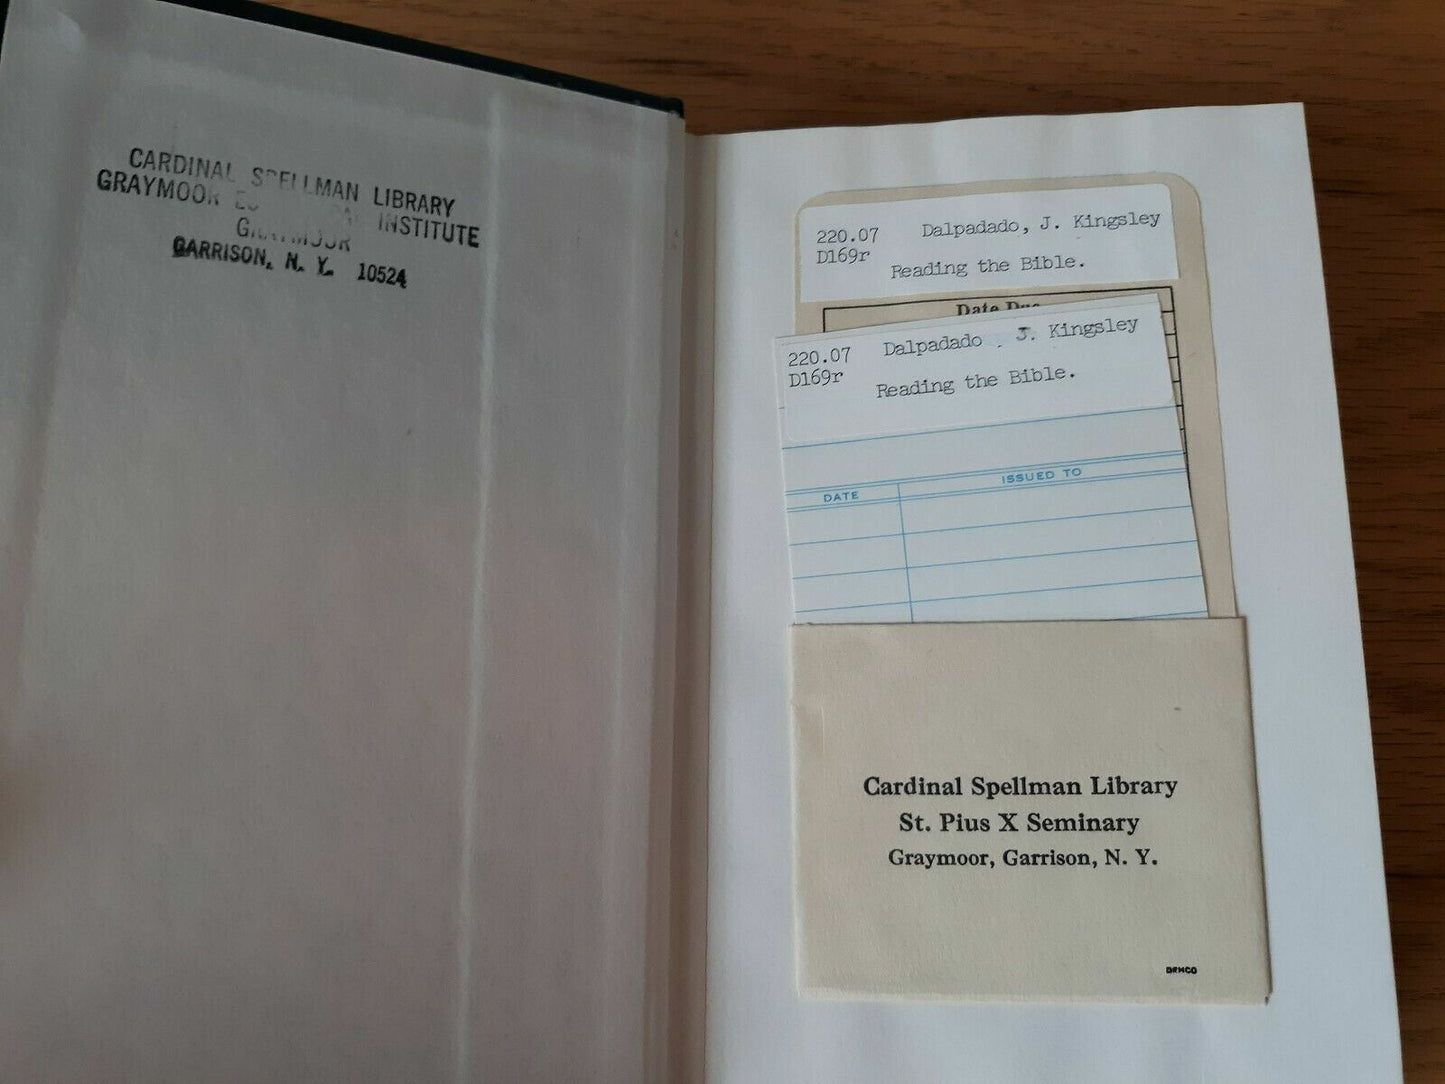 CARDINAL SPELLMAN LIBRARY
GRAYMOOR INSTITUTE
GRAYMOOR
GARRISON, N. Y. 10524
220.07 Dalpadado, J. Kingsley
D169r
Reading the Bible.
Date Due
220.07 Dalpadado J. Kingsley
D169r
Reading the Bible.
DATE ISSUED TO
Cardinal Spellman Library
St. Pius X Seminary
Graymoor, Garrison, N. Y.
DEMCO